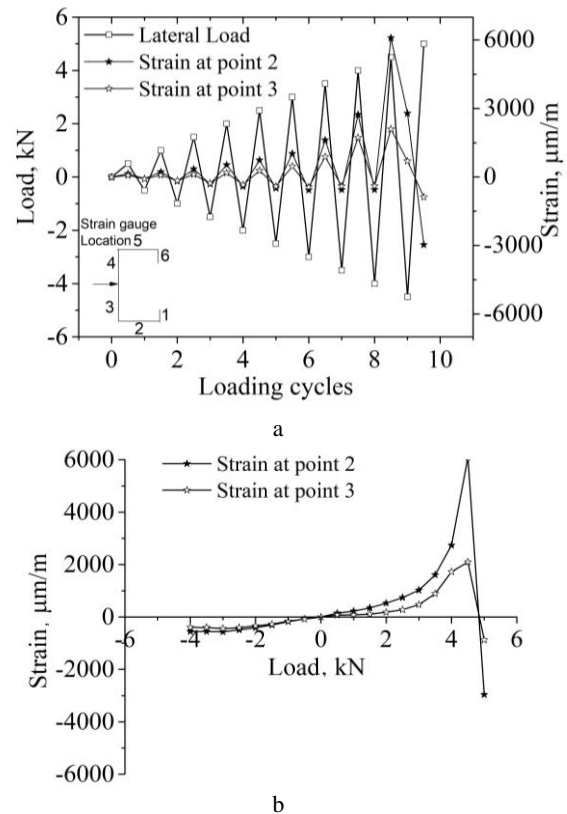 Lateral Load
Strain at point 2
Strain at point 3
6
4
2
0
-2
-4
-6
Load, kN
6000
3000
0
-3000
-6000
Strain, μm/m
Strain gauge
Location 5
4
6
3
1
2
0 2 4 6 8 10
Loading cycles
a
Strain at point 2
Strain at point 3
6000
4000
2000
0
-2000
-4000
-6000
Strain, μm/m
-6 -4 -2 0 2 4 6
Load, kN
b